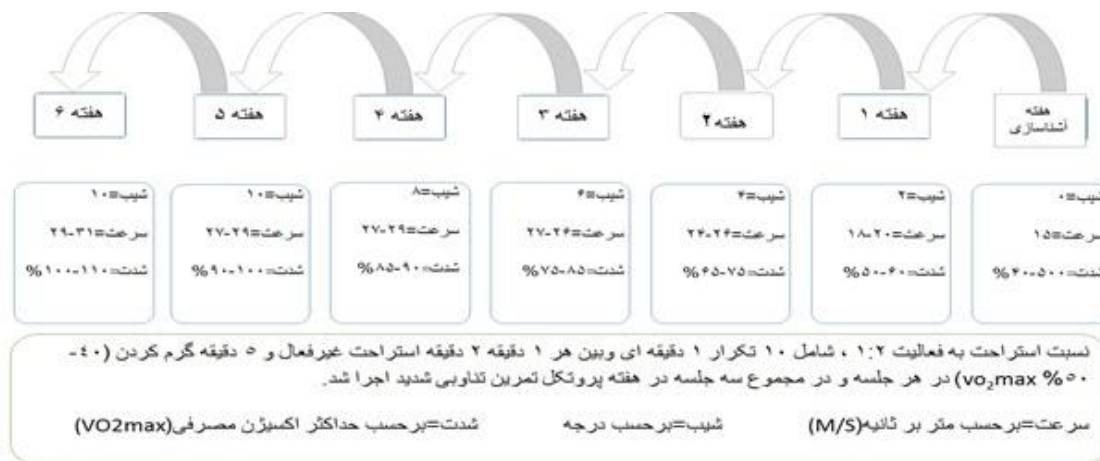 هفته
آشناسازی
هفته ۱
هفته ۲
هفته ۳
هفته ۴
هفته ۵
هفته ۶
شیب=۰
سرعت=۱۵
شدت=۴۰-۵۰۰%
شیب=۲
سرعت=۱۸-۲۰
شدت=۵۰-۶۰%
شیب=۴
سرعت=۲۴-۲۶
شدت=۶۵-۷۵%
شیب=۶
سرعت=۲۷-۲۶
شدت=۷۵-۸۵%
شیب=۸
سرعت=۲۷-۲۹
شدت=۸۵-۹۰%
شیب=۱۰
سرعت=۲۷-۲۹
شدت=۹۰-۱۰۰%
شیب=۱۰
سرعت=۲۹-۳۱
شدت=۱۰۰-۱۱۰%
نسبت استراحت به فعالیت ۱:۲ ، شامل ۱۰ تکرار ۱ دقیقه ای وبین هر ۱ دقیقه ۲ دقیقه استراحت غیرفعال و ۵ دقیقه گرم کردن (۴۰-
۵۰% vo₂max) در هر جلسه و در مجموع سه جلسه در هفته پروتکل تمرین تناوبی شدید اجرا شد.
سرعت=برحسب متر بر ثانیه(M/S) شیب=برحسب درجه شدت=برحسب حداکثر اکسیژن مصرفی(VO2max)